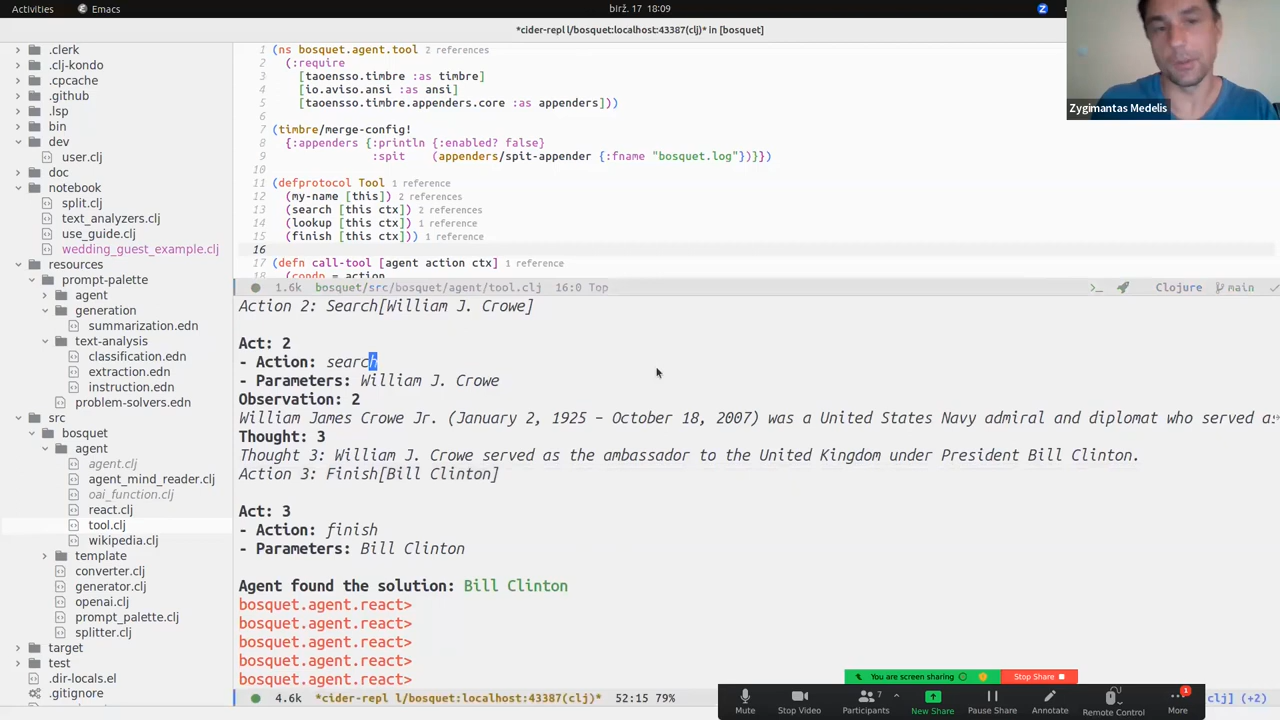 Activities
Emacs
birž. 17 18:09
*cider-repl l/bosquet:localhost:43387(clj)* in [bosquet]
Zygimantas Medelis
.clerk
.clj-kondo
.cpcache
.github
.lsp
bin
dev
user.clj
doc
notebook
split.clj
text_analyzers.clj
use_guide.clj
wedding_guest_example.clj
resources
prompt-palette
agent
generation
summarization.edn
text-analysis
classification.edn
extraction.edn
instruction.edn
problem-solvers.edn
src
bosquet
agent
agent.clj
agent_mind_reader.clj
oai_function.clj
react.clj
tool.clj
wikipedia.clj
template
converter.clj
generator.clj
openai.clj
prompt_palette.clj
splitter.clj
target
test
.dir-locals.el
.gitignore
1 (ns bosquet.agent.tool 2 references
2 (:require
3 [taoensso.timbre :as timbre]
4 [io.aviso.ansi :as ansi]
5 [taoensso.timbre.appenders.core :as appenders]))
6
7 (timbre/merge-config!
8 {:appenders {:println {:enabled? false}
9 :spit (appenders/spit-appender {:fname "bosquet.log"})}})
10
11 (defprotocol Tool 1 reference
12 (my-name [this]) 2 references
13 (search [this ctx]) 2 references
14 (lookup [this ctx]) 1 reference
15 (finish [this ctx])) 1 reference
16
17 (defn call-tool [agent action ctx] 1 reference
18 (condp = action
1.6k bosquet/src/bosquet/agent/tool.clj 16:0 Top
Clojure main
Action 2: Search[William J. Crowe]
Act: 2
- Action: search
- Parameters: William J. Crowe
Observation: 2
William James Crowe Jr. (January 2, 1925 – October 18, 2007) was a United States Navy admiral and diplomat who served as
Thought: 3
Thought 3: William J. Crowe served as the ambassador to the United Kingdom under President Bill Clinton.
Action 3: Finish[Bill Clinton]
Act: 3
- Action: finish
- Parameters: Bill Clinton
Agent found the solution: Bill Clinton
bosquet.agent.react>
bosquet.agent.react>
bosquet.agent.react>
bosquet.agent.react>
bosquet.agent.react>
4.6k *cider-repl l/bosquet:localhost:43387(clj)* 52:15 79%
clj] (+2)
You are screen sharing
Stop Share
Mute
Stop Video
7
Participants
New Share
Pause Share
Annotate
Remote Control
1
More